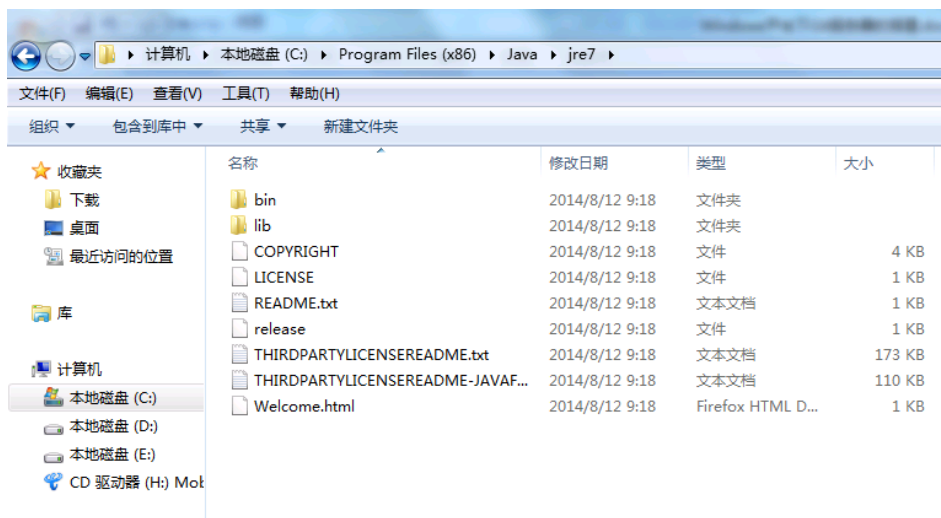 计算机 本地磁盘 (C:) Program Files (x86) Java jre7
文件(F) 编辑(E) 查看(V) 工具(T) 帮助(H)
组织 包含到库中 共享 新建文件夹
收藏夹
下载
桌面
最近访问的位置
库
计算机
本地磁盘 (C:)
本地磁盘 (D:)
本地磁盘 (E:)
CD 驱动器 (H:) Mob
名称 修改日期 类型 大小
bin 2014/8/12 9:18 文件夹
lib 2014/8/12 9:18 文件夹
COPYRIGHT 2014/8/12 9:18 文件 4 KB
LICENSE 2014/8/12 9:18 文件 1 KB
README.txt 2014/8/12 9:18 文本文档 1 KB
release 2014/8/12 9:18 文件 1 KB
THIRDPARTYLICENSEREADME.txt 2014/8/12 9:18 文本文档 173 KB
THIRDPARTYLICENSEREADME-JAVAF... 2014/8/12 9:18 文本文档 110 KB
Welcome.html 2014/8/12 9:18 Firefox HTML D... 1 KB